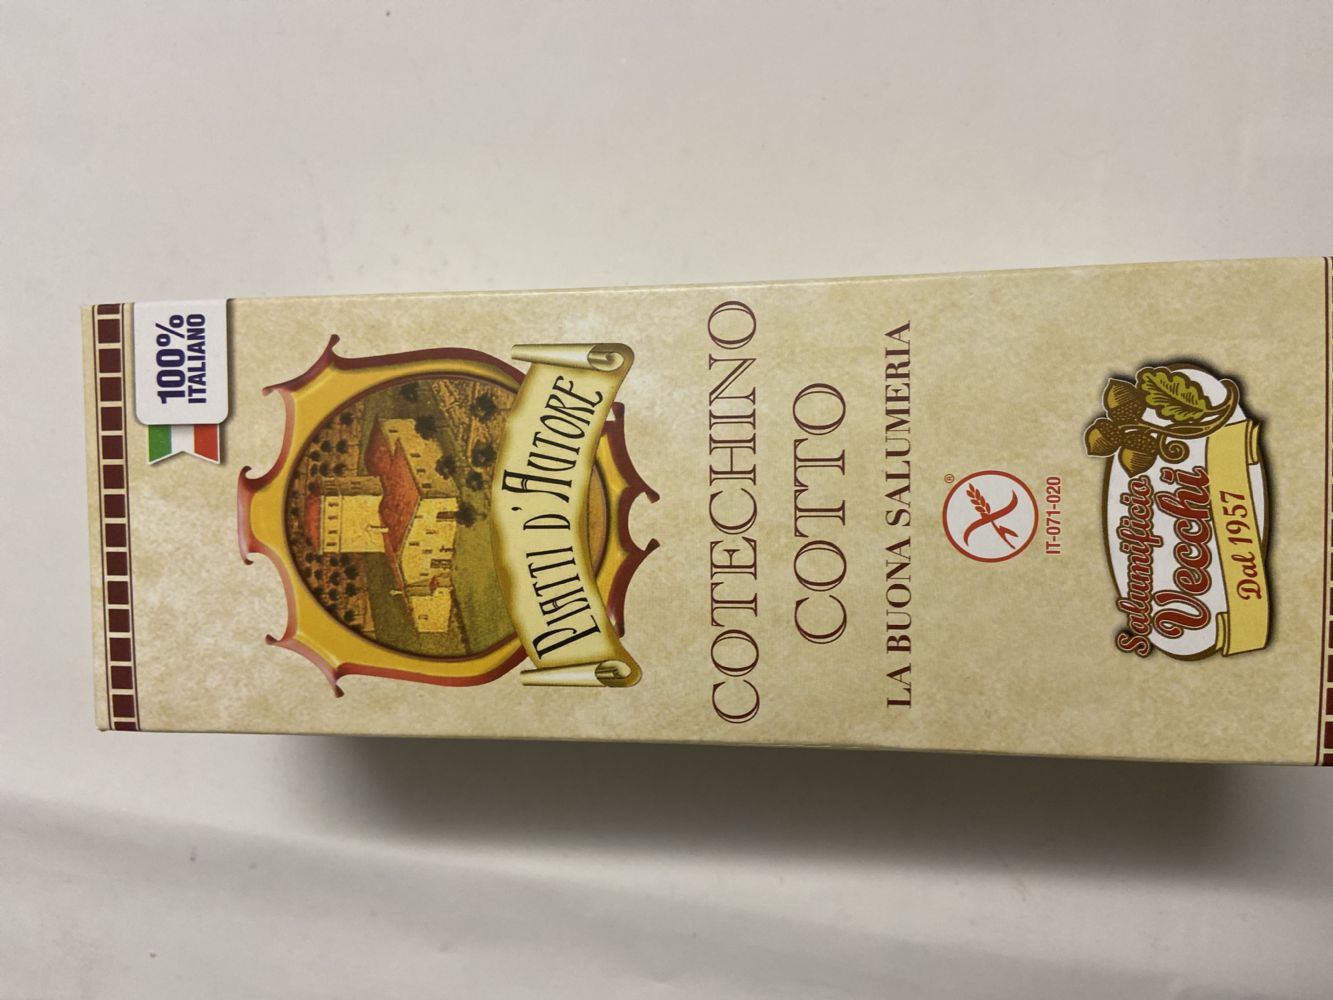 100%
ITALIANO
PIATTI D'AUTORE
COTECHINO
COTTO
LA BUONA SALUMERIA
®
IT-071-020
Salumificio
Vecchi
Dal 1957